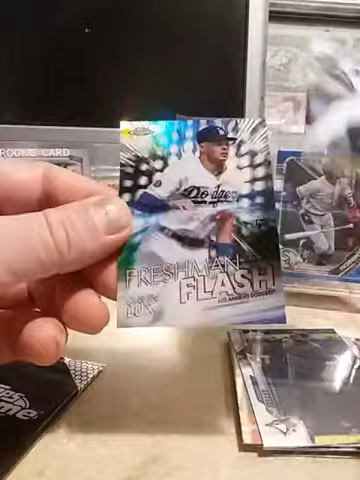 ROOKIE CARD
Dodgers
FRESHMAN
FLASH
GAVIN
LUX
LOS ANGELES DODGERS